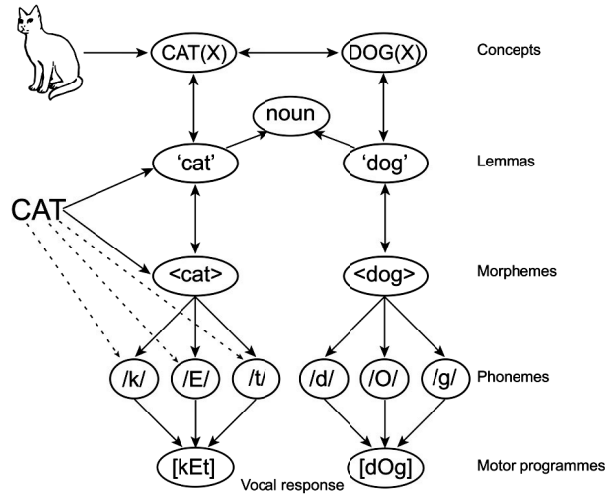 CAT(X) DOG(X) Concepts
noun
‘cat’ ‘dog’ Lemmas
CAT
<cat> <dog> Morphemes
/k/ /E/ /t/ /d/ /O/ /g/ Phonemes
[kEt] [dOg] Motor programmes
Vocal response